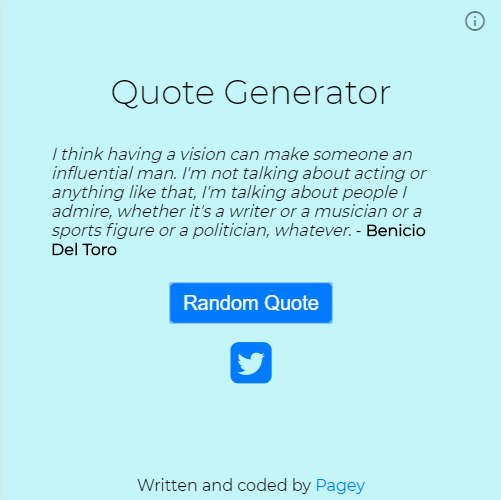 Quote Generator
I think having a vision can make someone an
influential man. I'm not talking about acting or
anything like that, I'm talking about people I
admire, whether it's a writer or a musician or a
sports figure or a politician, whatever. - Benicio
Del Toro
Random Quote
Written and coded by Pagey